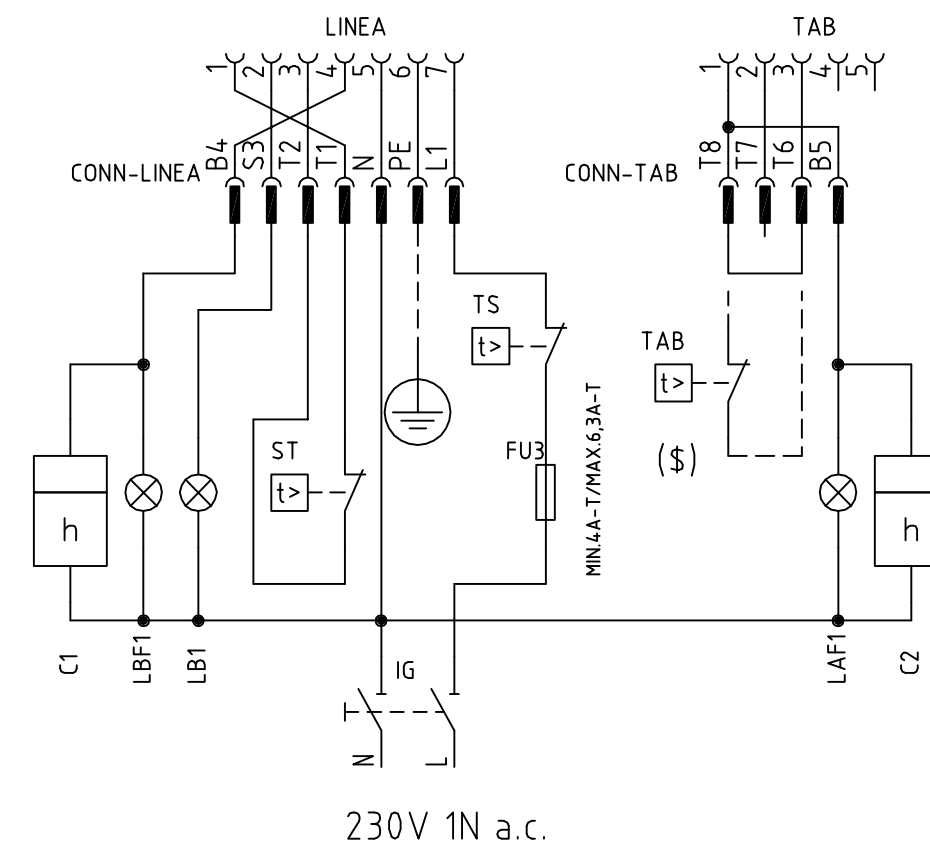 LINEA
TAB
1 2 3 4 5 6 7
1 2 3 4 5
B4 S3 T2 T1 N PE L1
T8 T7 T6 B5
CONN-LINEA
CONN-TAB
TS
t>
TAB
t>
($)
ST
t>
FU3
MIN.4A-T/MAX.6,3A-T
h
h
C1
LBF1
LB1
LAF1
C2
IG
N
L
230V 1N a.c.